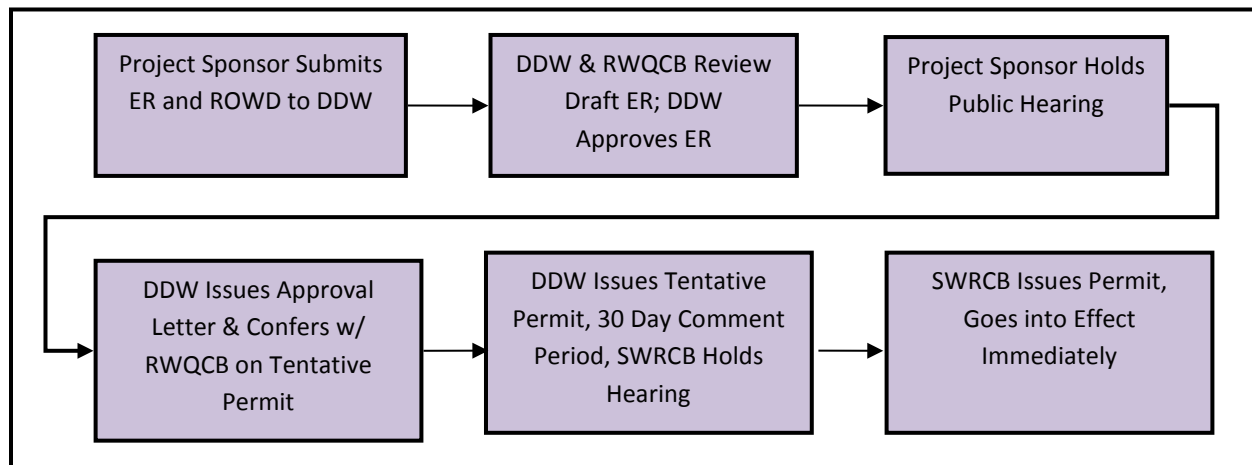 Project Sponsor Submits
ER and ROWD to DDW
DDW & RWQCB Review
Draft ER; DDW
Approves ER
Project Sponsor Holds
Public Hearing
DDW Issues Approval
Letter & Confers w/
RWQCB on Tentative
Permit
DDW Issues Tentative
Permit, 30 Day Comment
Period, SWRCB Holds
Hearing
SWRCB Issues Permit,
Goes into Effect
Immediately